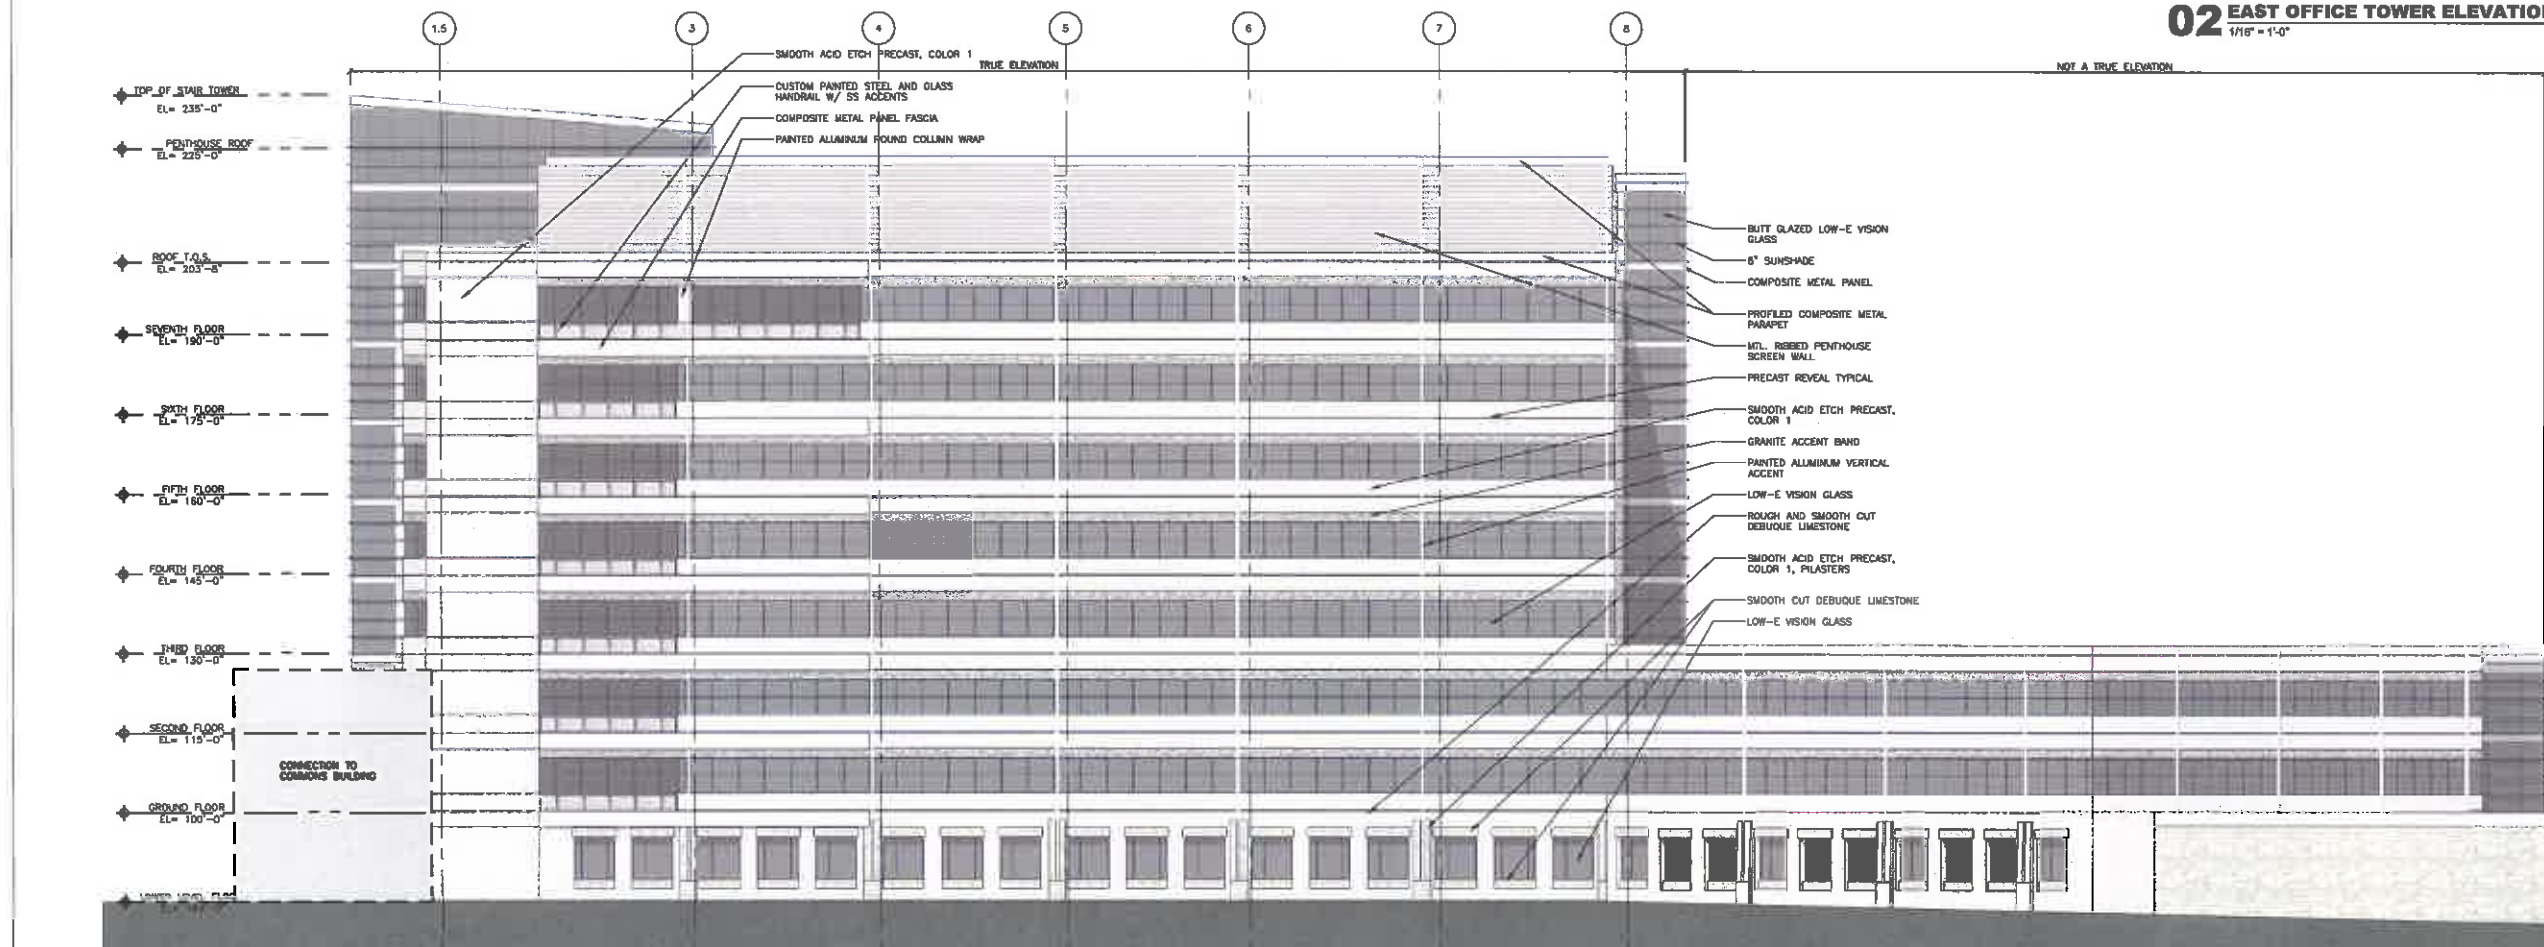 02 EAST OFFICE TOWER ELEVATION
1/16" = 1'-0"
1.5
3
4
5
6
7
8
TRUE ELEVATION
NOT A TRUE ELEVATION
TOP OF STAIR TOWER
EL= 235'-0"
PENTHOUSE ROOF
EL= 225'-0"
ROOF T.O.S.
EL= 203'-8"
SEVENTH FLOOR
EL= 190'-0"
SIXTH FLOOR
EL= 175'-0"
FIFTH FLOOR
EL= 160'-0"
FOURTH FLOOR
EL= 145'-0"
THIRD FLOOR
EL= 130'-0"
SECOND FLOOR
EL= 115'-0"
GROUND FLOOR
EL= 100'-0"
LOWER LEVEL
CONNECTION TO
COMMONS BUILDING
SMOOTH ACID ETCH PRECAST, COLOR 1
CUSTOM PAINTED STEEL AND GLASS
HANDRAIL W/ SS ACCENTS
COMPOSITE METAL PANEL FASCIA
PAINTED ALUMINUM ROUND COLUMN WRAP
BUTT GLAZED LOW-E VISION
GLASS
8" SUNSHADE
COMPOSITE METAL PANEL
PROFILED COMPOSITE METAL
PARAPET
MTL. RIBBED PENTHOUSE
SCREEN WALL
PRECAST REVEAL TYPICAL
SMOOTH ACID ETCH PRECAST,
COLOR 1
GRANITE ACCENT BAND
PAINTED ALUMINUM VERTICAL
ACCENT
LOW-E VISION GLASS
ROUGH AND SMOOTH CUT
DEBUQUE LIMESTONE
SMOOTH ACID ETCH PRECAST,
COLOR 1, PILASTERS
SMOOTH CUT DEBUQUE LIMESTONE
LOW-E VISION GLASS